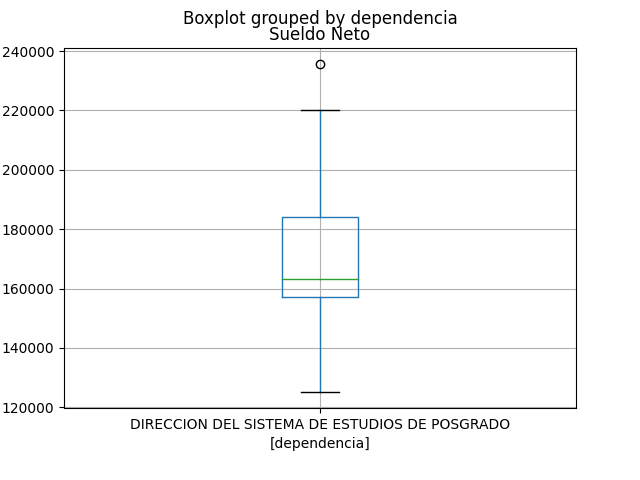 Boxplot grouped by dependencia
Sueldo Neto
240000
220000
200000
180000
160000
140000
120000
DIRECCION DEL SISTEMA DE ESTUDIOS DE POSGRADO
[dependencia]